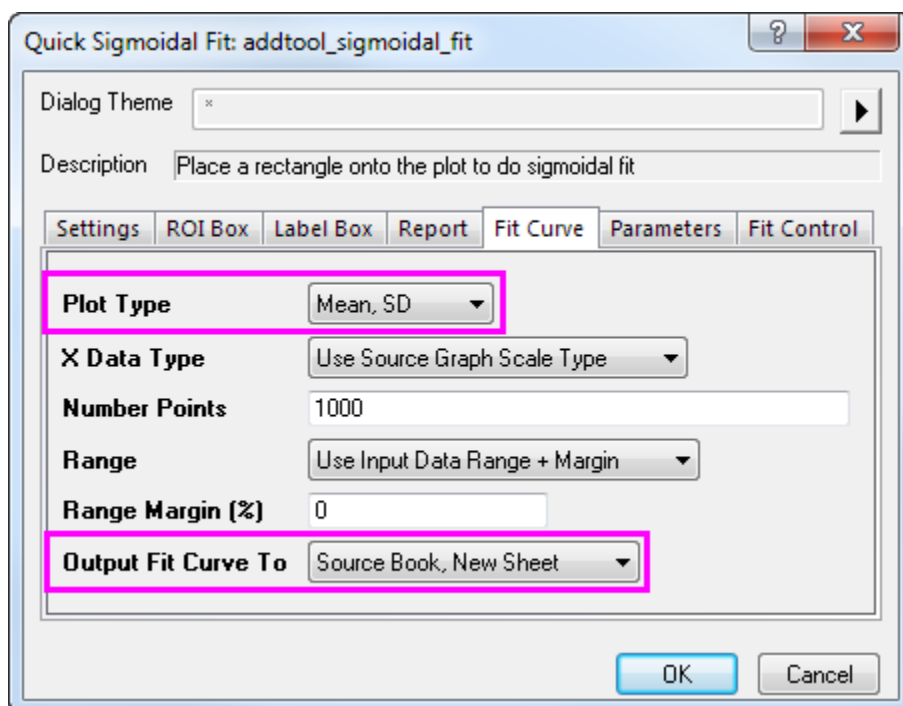 Quick Sigmoidal Fit: addtool_sigmoidal_fit
?
Dialog Theme *
Description Place a rectangle onto the plot to do sigmoidal fit
Settings ROI Box Label Box Report Fit Curve Parameters Fit Control
Plot Type Mean, SD
X Data Type Use Source Graph Scale Type
Number Points 1000
Range Use Input Data Range + Margin
Range Margin (%) 0
Output Fit Curve To Source Book, New Sheet
OK Cancel